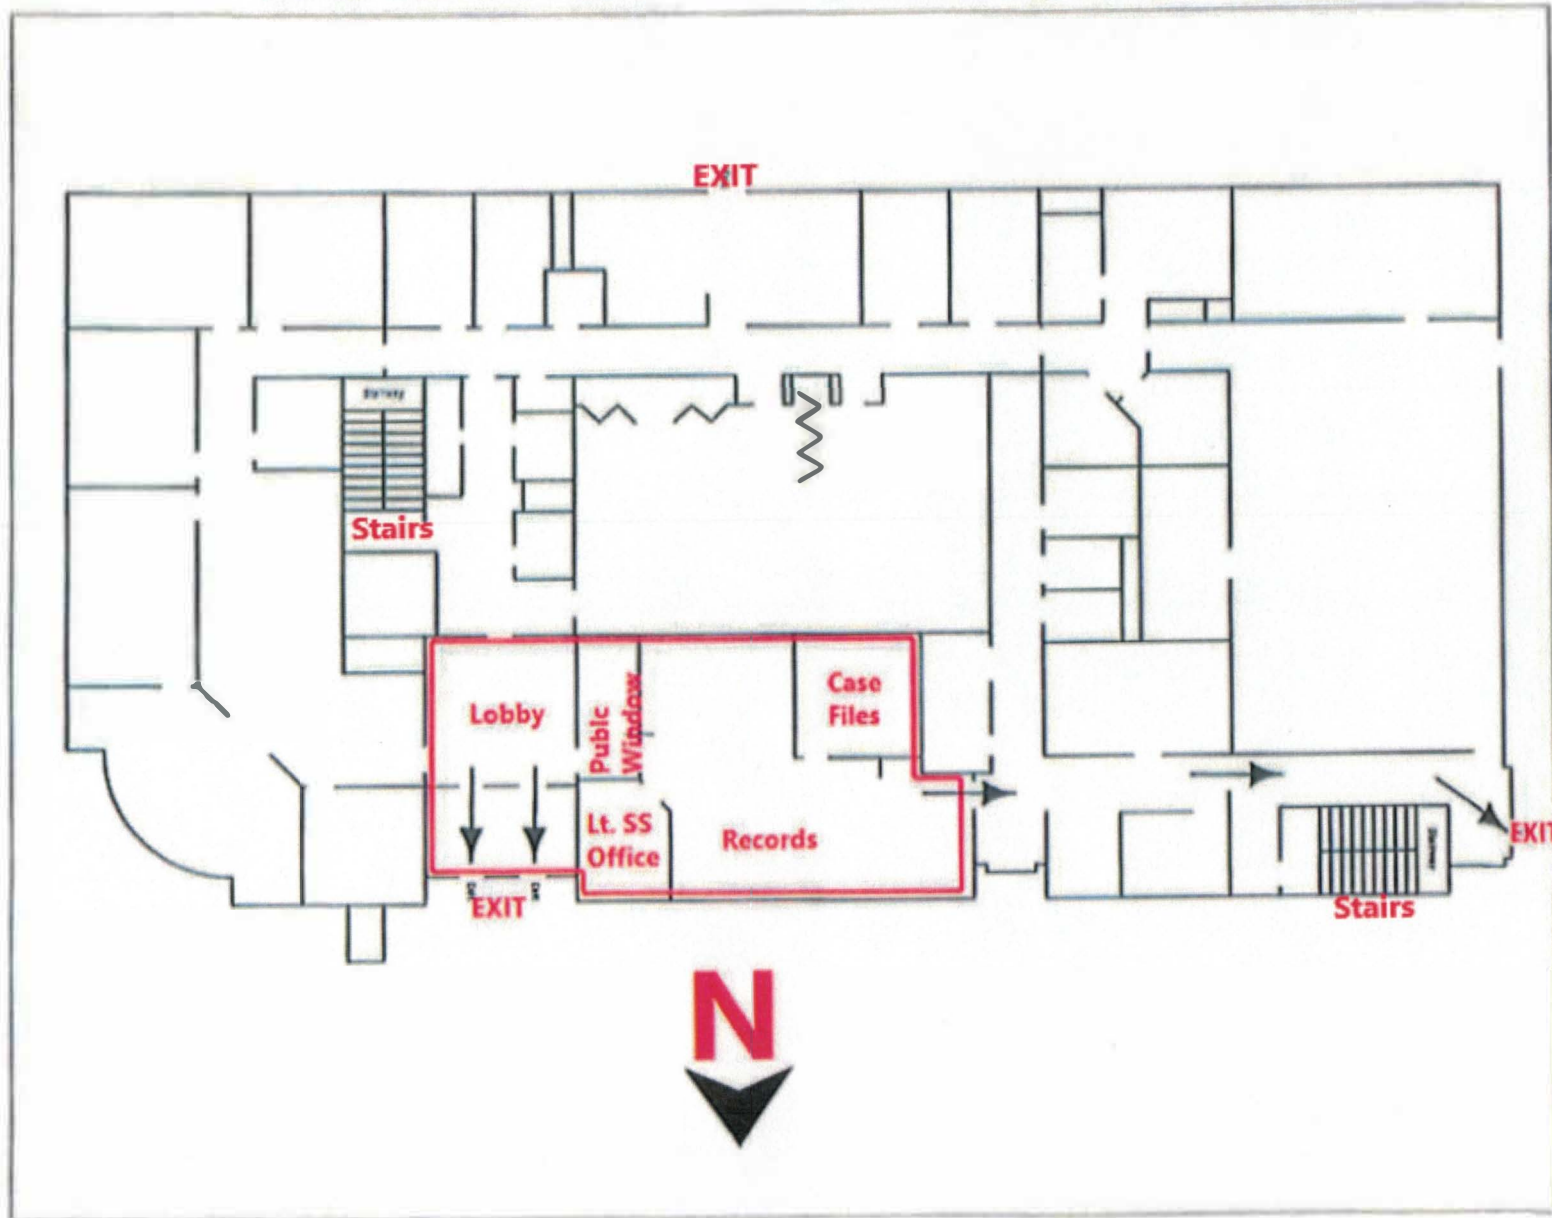 EXIT
Stairs
Lobby
Public
Window
Case
Files
Lt. SS
Office
Records
EXIT
EXIT
Stairs
N